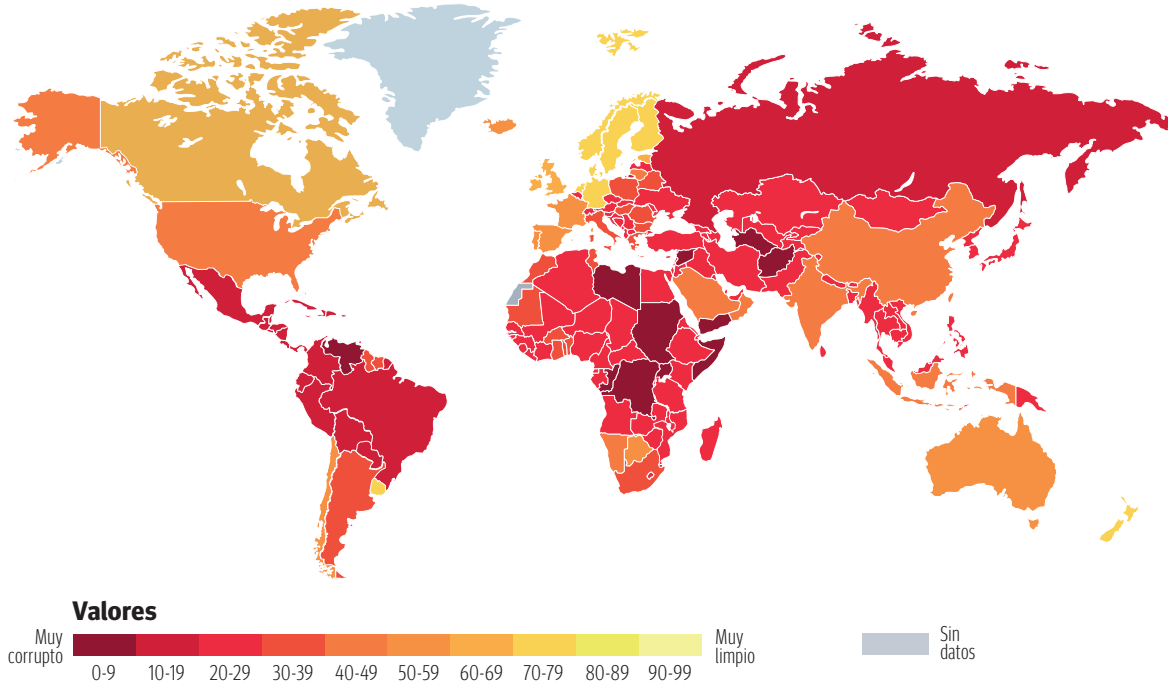 Valores
Muy
corrupto
0-9
10-19
20-29
30-39
40-49
50-59
60-69
70-79
80-89
90-99
Muy
limpio
Sin
datos